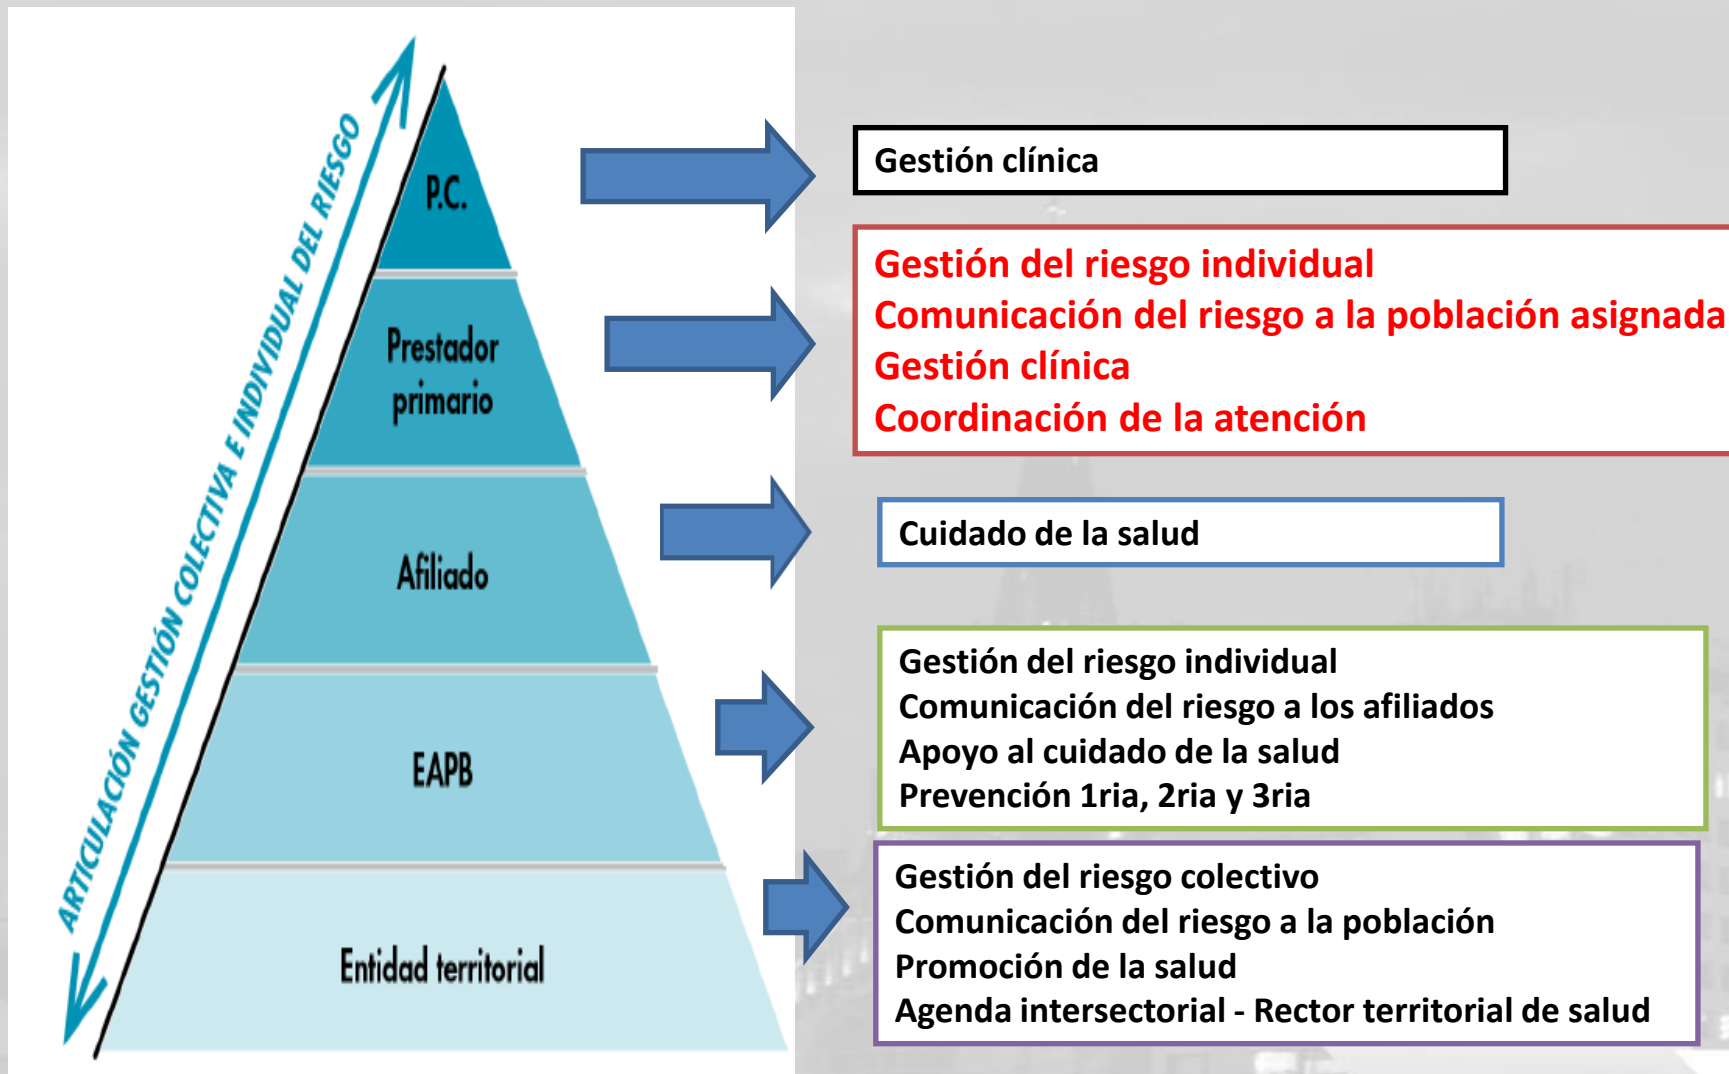 ARTICULACIÓN GESTIÓN COLECTIVA E INDIVIDUAL DEL RIESGO
P.C.
Gestión clínica
Prestador
primario
Gestión del riesgo individual
Comunicación del riesgo a la población asignada
Gestión clínica
Coordinación de la atención
Afiliado
Cuidado de la salud
EAPB
Gestión del riesgo individual
Comunicación del riesgo a los afiliados
Apoyo al cuidado de la salud
Prevención 1ria, 2ria y 3ria
Entidad territorial
Gestión del riesgo colectivo
Comunicación del riesgo a la población
Promoción de la salud
Agenda intersectorial - Rector territorial de salud